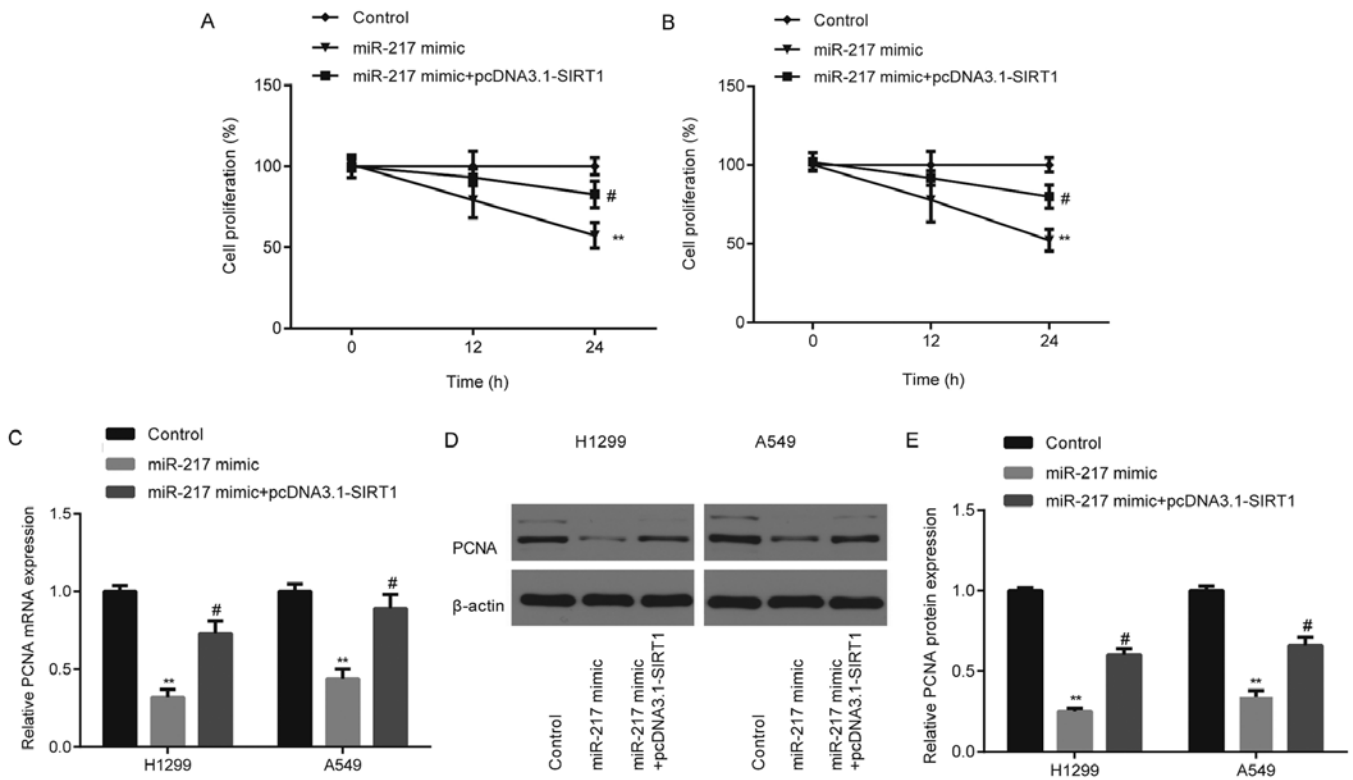 A
Control
miR-217 mimic
miR-217 mimic+pcDNA3.1-SIRT1
150
100
50
0
Cell proliferation (%)
#
**
0 12 24
Time (h)
B
Control
miR-217 mimic
miR-217 mimic+pcDNA3.1-SIRT1
150
100
50
0
Cell proliferation (%)
#
**
0 12 24
Time (h)
C
Control
miR-217 mimic
miR-217 mimic+pcDNA3.1-SIRT1
1.5
1.0
0.5
0.0
Relative PCNA mRNA expression
**
#
**
#
H1299 A549
D
H1299 A549
PCNA
β-actin
Control
miR-217 mimic
miR-217 mimic
+pcDNA3.1-SIRT1
Control
miR-217 mimic
miR-217 mimic
+pcDNA3.1-SIRT1
E
Control
miR-217 mimic
miR-217 mimic+pcDNA3.1-SIRT1
1.5
1.0
0.5
0.0
Relative PCNA protein expression
**
#
**
#
H1299 A549